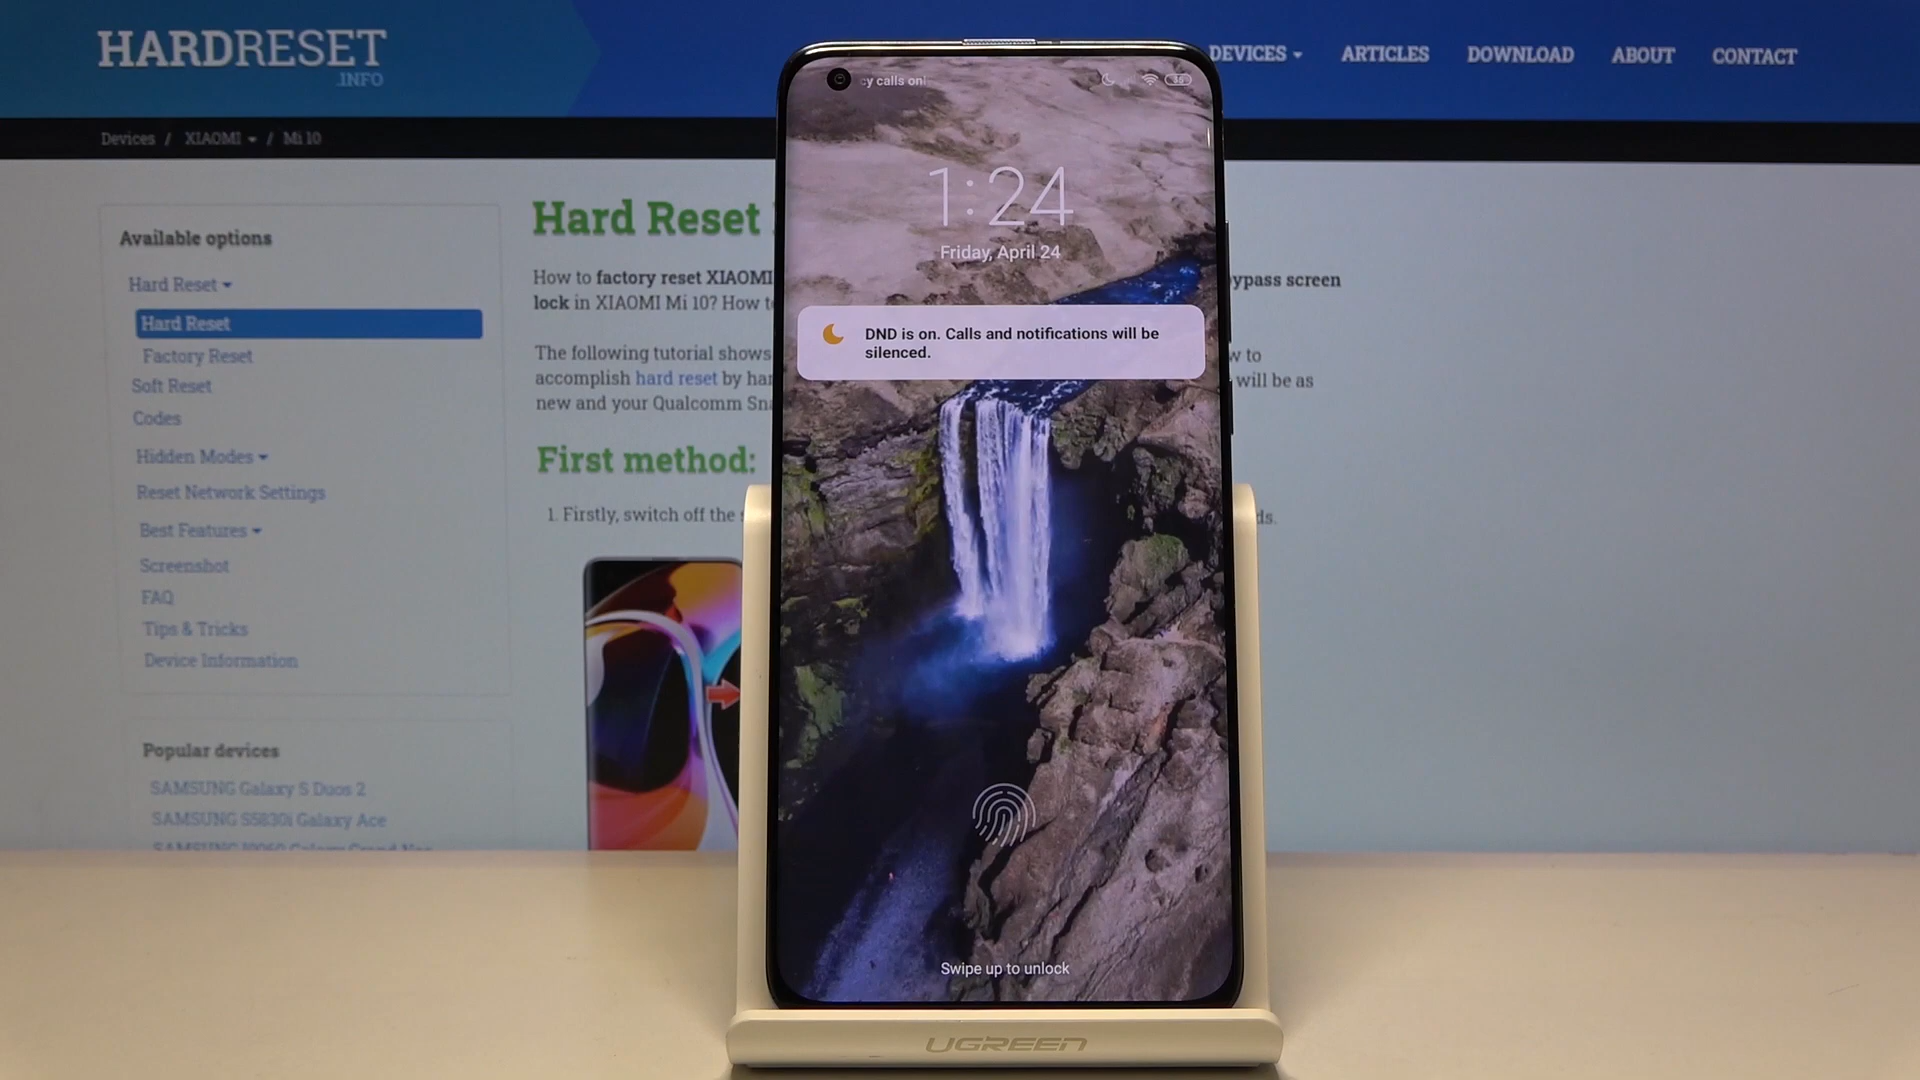 HARDRESET
.INFO
DEVICES
ARTICLES
DOWNLOAD
ABOUT
CONTACT
Devices / XIAOMI / Mi 10
Available options
Hard Reset
Hard Reset
Factory Reset
Soft Reset
Codes
Hidden Modes
Reset Network Settings
Best Features
Screenshot
FAQ
Tips & Tricks
Device Information
Popular devices
SAMSUNG Galaxy S Duos 2
SAMSUNG S5830i Galaxy Ace
Hard Reset
How to factory reset XIAOMI
ypass screen
lock in XIAOMI Mi 10? How t
The following tutorial shows
w to
accomplish hard reset by har
will be as
new and your Qualcomm Sna
First method:
1. Firstly, switch off the
ds.
cy calls onl
1:24
Friday, April 24
DND is on. Calls and notifications will be
silenced.
Swipe up to unlock
UGREEN